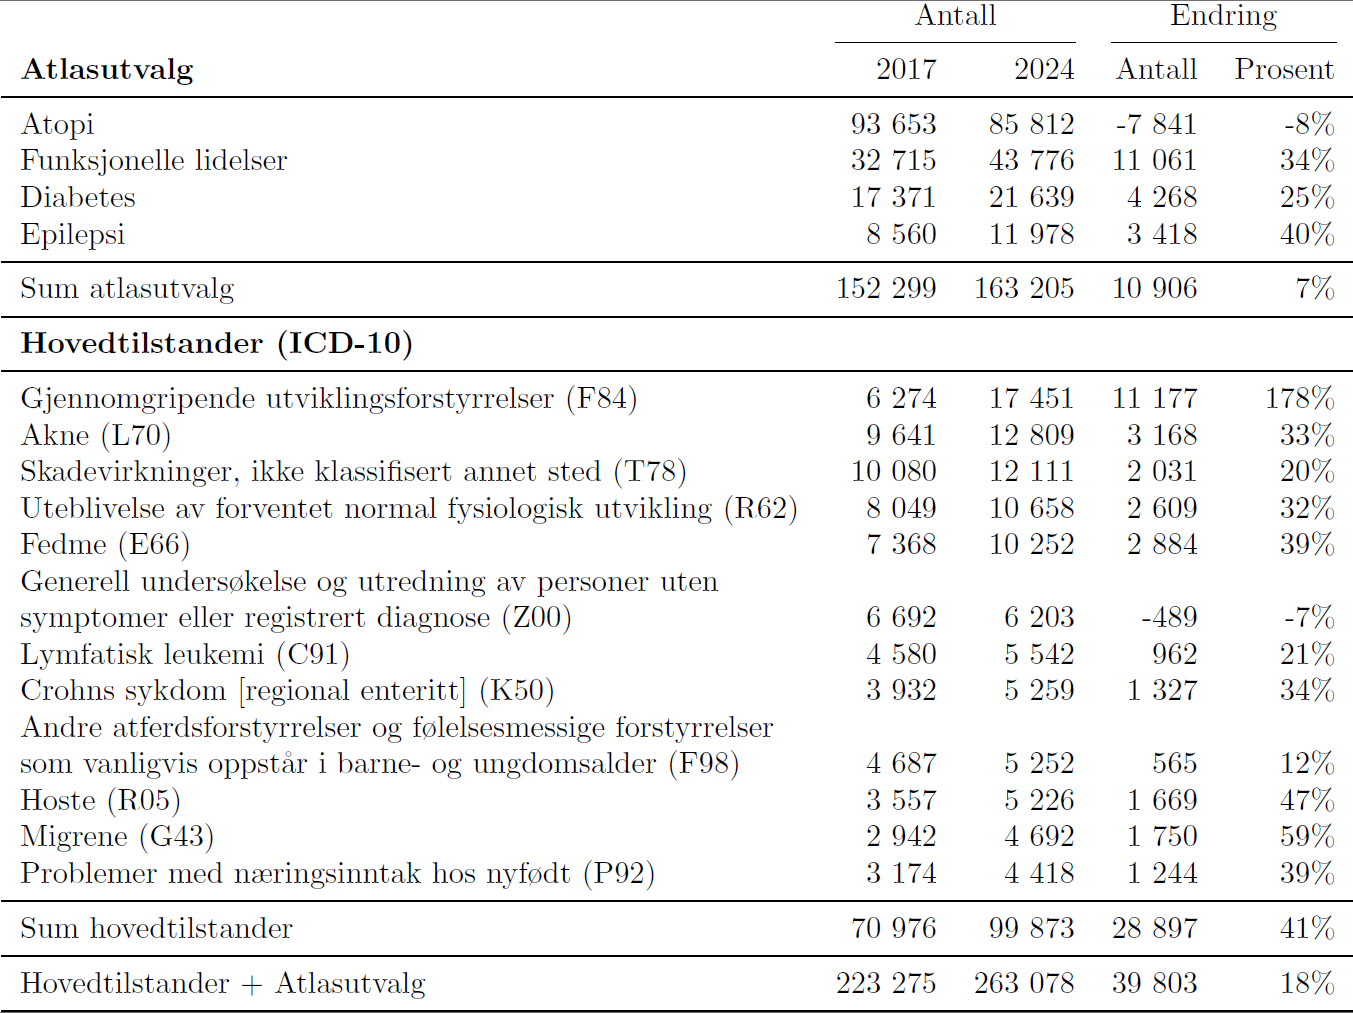 Antall Endring
Atlasutvalg 2017 2024 Antall Prosent
Atopi 93 653 85 812 -7 841 -8%
Funksjonelle lidelser 32 715 43 776 11 061 34%
Diabetes 17 371 21 639 4 268 25%
Epilepsi 8 560 11 978 3 418 40%
Sum atlasutvalg 152 299 163 205 10 906 7%
Hovedtilstander (ICD-10)
Gjennomgripende utviklingsforstyrrelser (F84) 6 274 17 451 11 177 178%
Akne (L70) 9 641 12 809 3 168 33%
Skadevirkninger, ikke klassifisert annet sted (T78) 10 080 12 111 2 031 20%
Uteblivelse av forventet normal fysiologisk utvikling (R62) 8 049 10 658 2 609 32%
Fedme (E66) 7 368 10 252 2 884 39%
Generell undersøkelse og utredning av personer uten
symptomer eller registrert diagnose (Z00) 6 692 6 203 -489 -7%
Lymfatisk leukemi (C91) 4 580 5 542 962 21%
Crohns sykdom [regional enteritt] (K50) 3 932 5 259 1 327 34%
Andre atferdsforstyrrelser og følelsesmessige forstyrrelser
som vanligvis oppstår i barne- og ungdomsalder (F98) 4 687 5 252 565 12%
Hoste (R05) 3 557 5 226 1 669 47%
Migrene (G43) 2 942 4 692 1 750 59%
Problemer med næringsinntak hos nyfødt (P92) 3 174 4 418 1 244 39%
Sum hovedtilstander 70 976 99 873 28 897 41%
Hovedtilstander + Atlasutvalg 223 275 263 078 39 803 18%